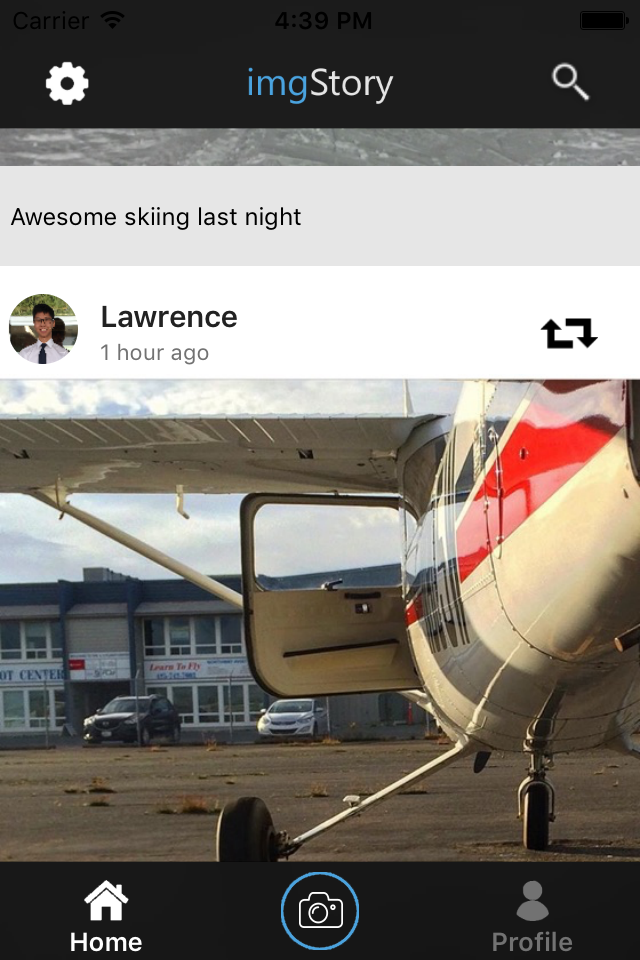 Carrier 4:39 PM
imgStory
Awesome skiing last night
Lawrence
1 hour ago
OT CENTER
Learn To Fly
Home
Profile